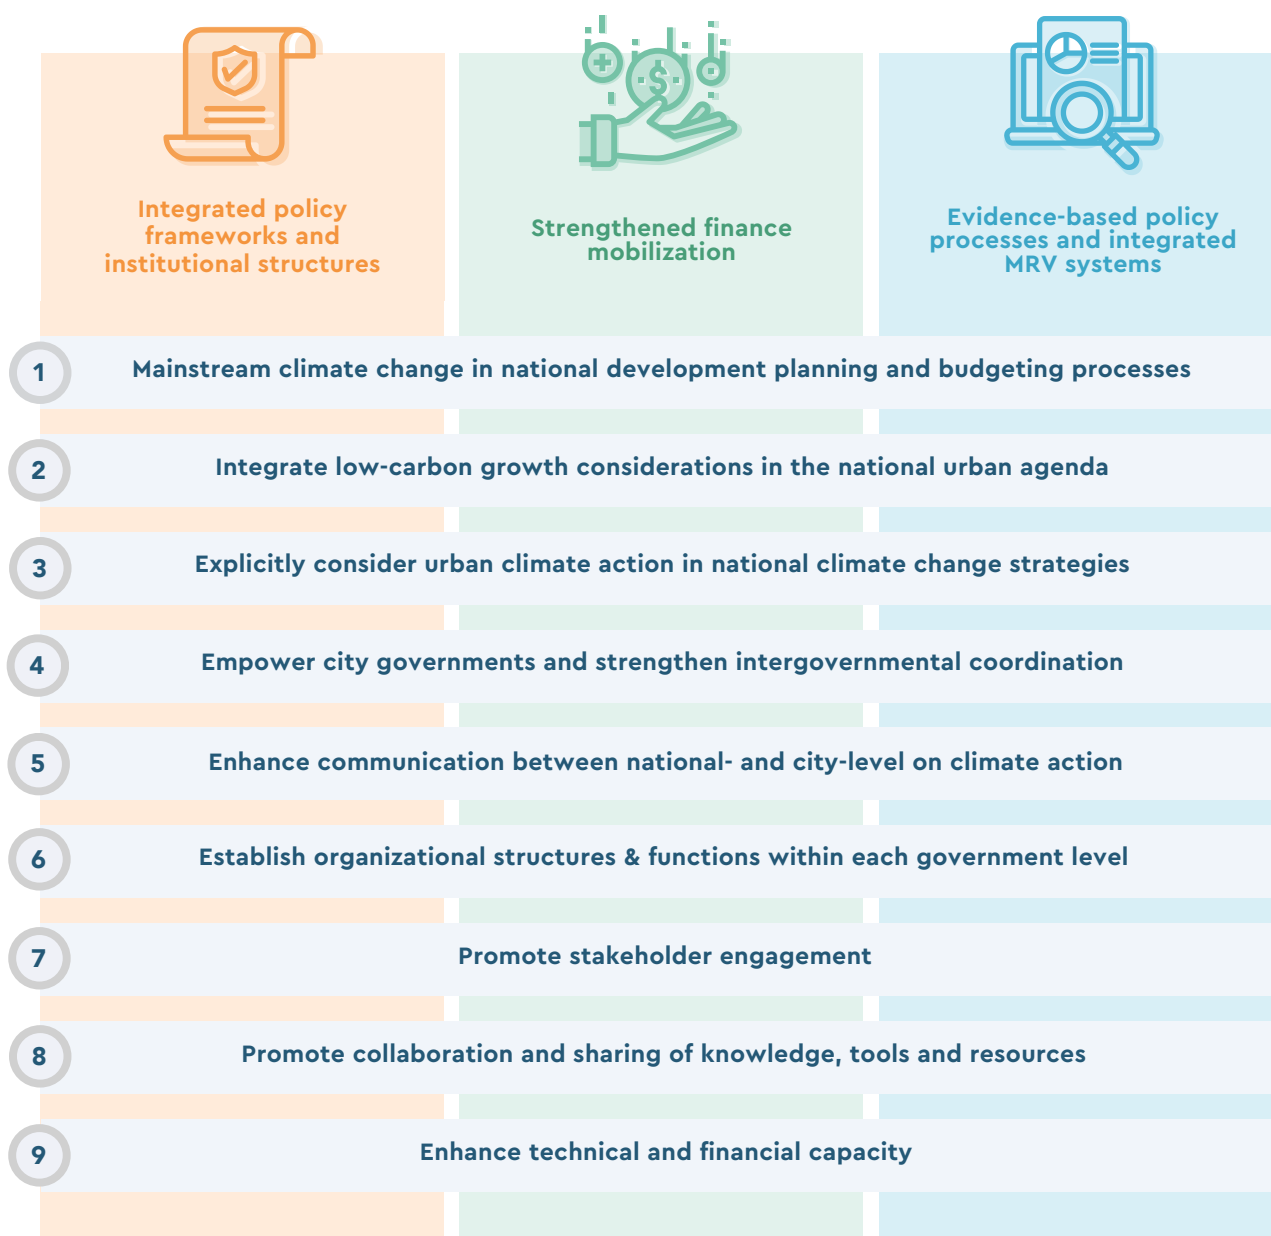 Integrated policy
frameworks and
institutional structures
Strengthened finance
mobilization
Evidence-based policy
processes and integrated
MRV systems
1 Mainstream climate change in national development planning and budgeting processes
2 Integrate low-carbon growth considerations in the national urban agenda
3 Explicitly consider urban climate action in national climate change strategies
4 Empower city governments and strengthen intergovernmental coordination
5 Enhance communication between national- and city-level on climate action
6 Establish organizational structures & functions within each government level
7 Promote stakeholder engagement
8 Promote collaboration and sharing of knowledge, tools and resources
9 Enhance technical and financial capacity